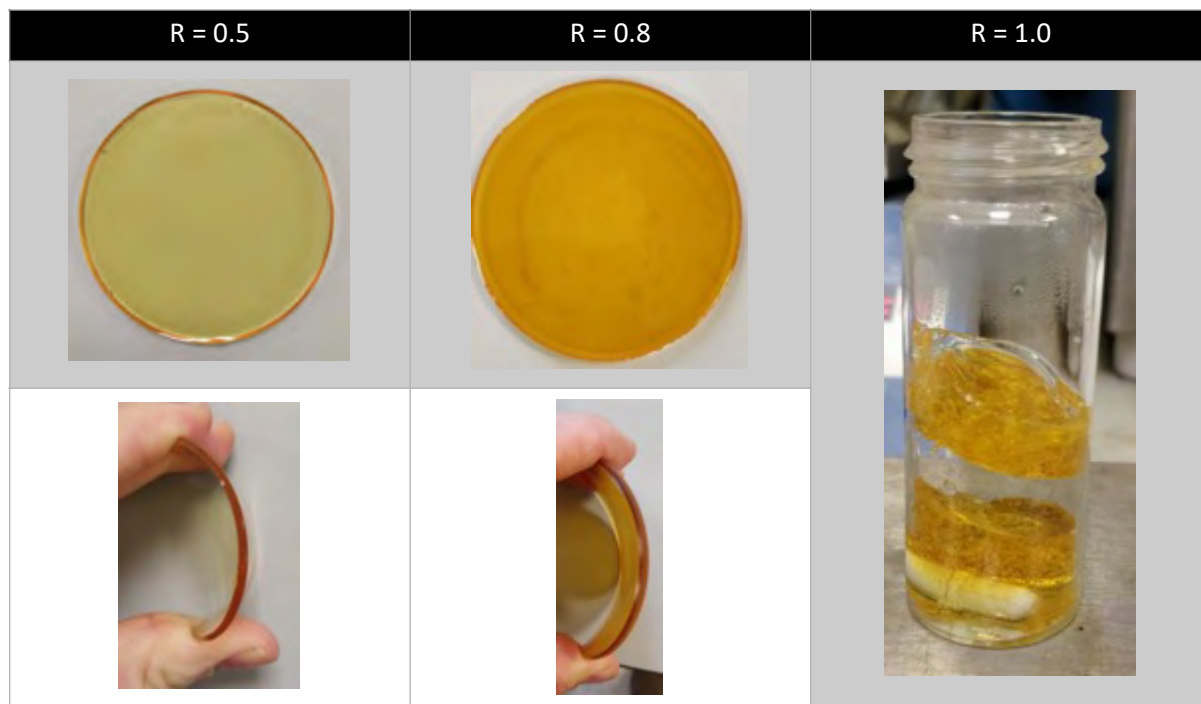 R = 0.5
R = 0.8
R = 1.0